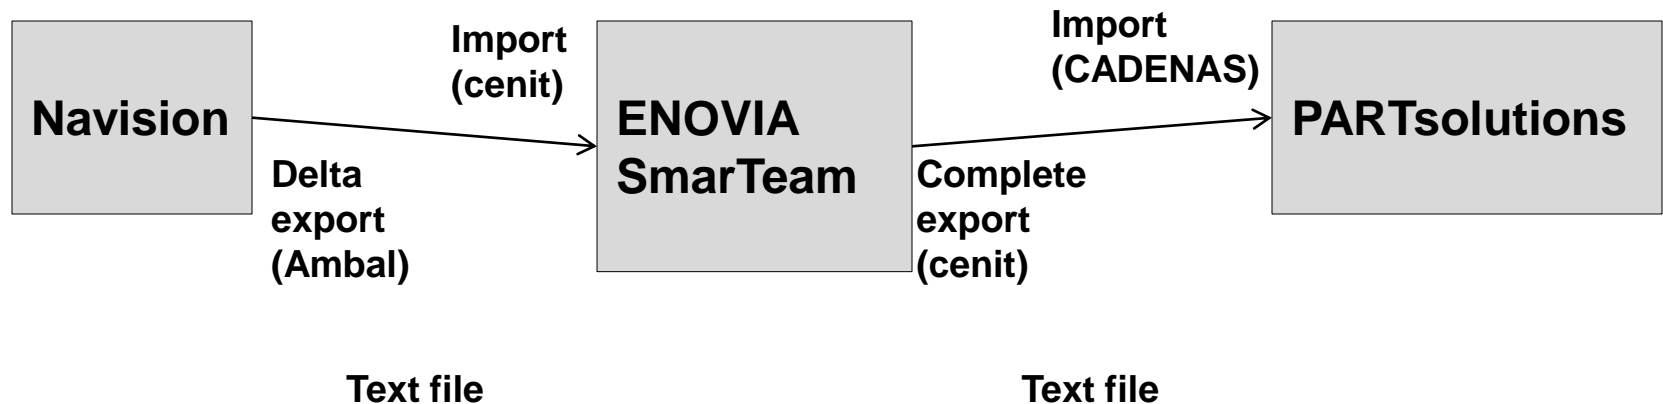 Navision
Import
(cenit)
Delta
export
(Ambal)
ENOVIA
SmarTeam
Import
(CADENAS)
Complete
export
(cenit)
PARTsolutions
Text file
Text file